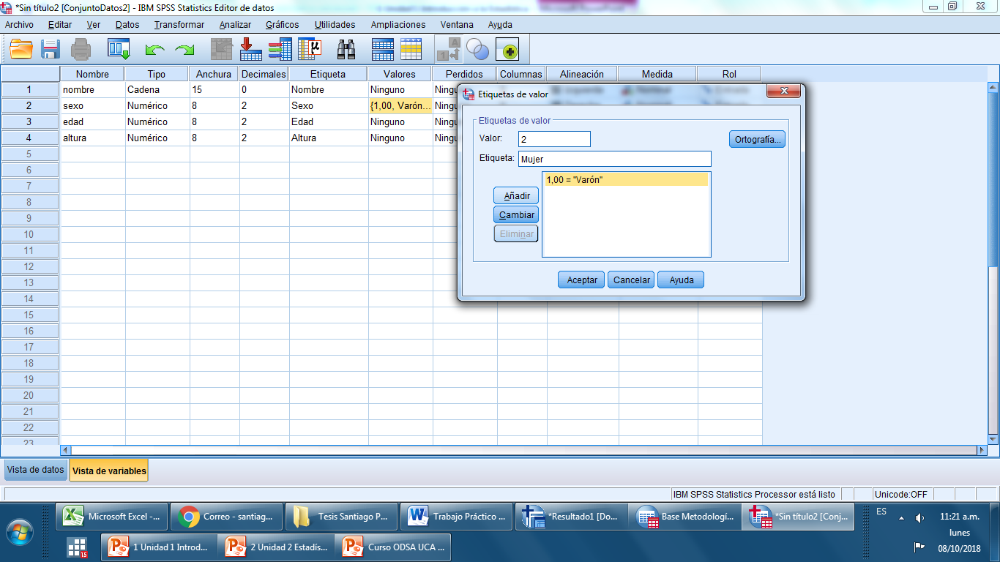 *Sin título2 [ConjuntoDatos2] - IBM SPSS Statistics Editor de datos
Archivo Editar Ver Datos Transformar Analizar Gráficos Utilidades Ampliaciones Ventana Ayuda
Nombre Tipo Anchura Decimales Etiqueta Valores Perdidos Columnas Alineación Medida Rol
1 nombre Cadena 15 0 Nombre Ninguno Ningu
2 sexo Numérico 8 2 Sexo {1,00, Varón... Ningu
3 edad Numérico 8 2 Edad Ninguno Ningu
4 altura Numérico 8 2 Altura Ninguno Ningu
5
6
7
8
9
10
11
12
13
14
15
16
17
18
19
20
21
22
23
Etiquetas de valor
Etiquetas de valor
Valor: 2 Ortografía...
Etiqueta: Mujer
1,00 = "Varón"
Añadir
Cambiar
Eliminar
Aceptar Cancelar Ayuda
Vista de datos Vista de variables
IBM SPSS Statistics Processor está listo Unicode:OFF
Microsoft Excel -... Correo - santiag... Tesis Santiago P... Trabajo Práctico ... *Resultado1 [Do... Base Metodologí... *Sin título2 [Conj... ES 11:21 a.m.
lunes
15 1 Unidad 1 Introd... 2 Unidad 2 Estadís... Curso ODSA UCA ... 08/10/2018